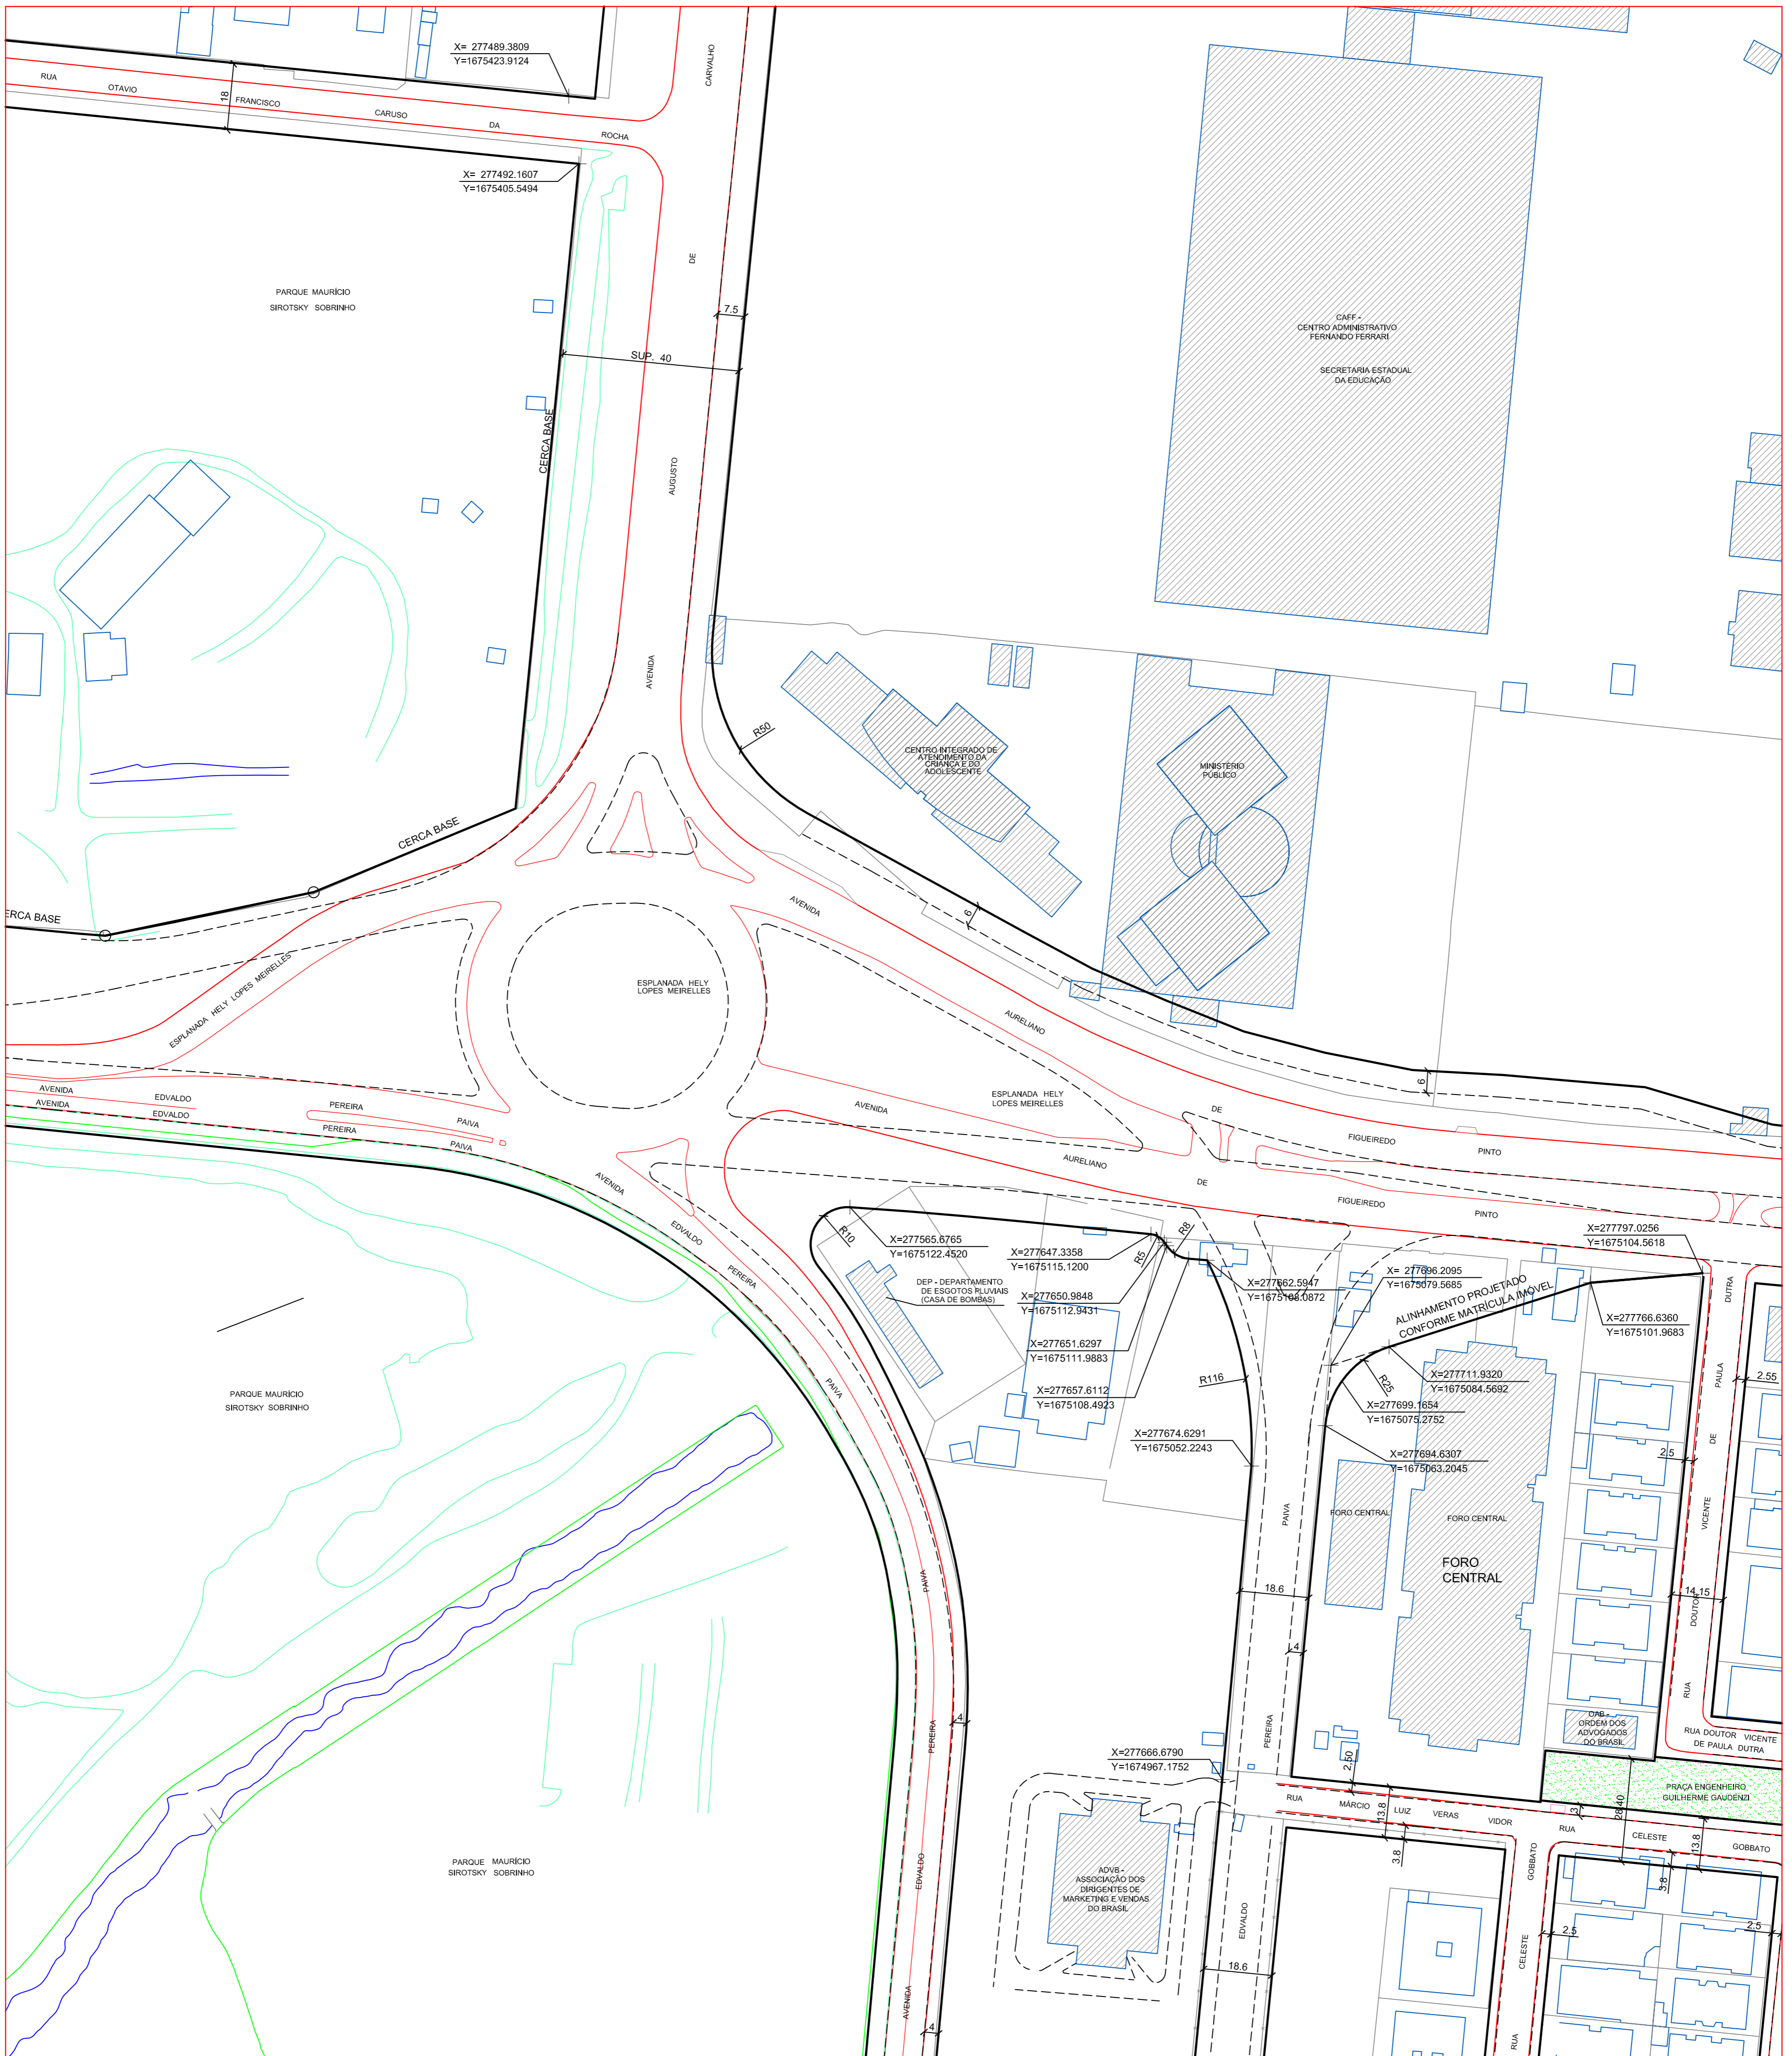 X= 277489.3809
Y=1675423.9124
CARVALHO
RUA
OTAVIO
18
FRANCISCO
CARUSO
DA
ROCHA
X= 277492.1607
Y=1675405.5494
DE
PARQUE MAURÍCIO
SIROTSKY SOBRINHO
7.5
SUP. 40
CAFF -
CENTRO ADMINISTRATIVO
FERNANDO FERRARI
SECRETARIA ESTADUAL
DA EDUCAÇÃO
CERCA BASE
AUGUSTO
AVENIDA
R50
CENTRO INTEGRADO DE
ATENDIMENTO DA
CRIANÇA E DO
ADOLESCENTE
MINISTÉRIO
PÚBLICO
CERCA BASE
ERCA BASE
AVENIDA
6
ESPLANADA HELY LOPES MEIRELLES
ESPLANADA HELY
LOPES MEIRELLES
AURELIANO
6
AVENIDA
EDVALDO
PEREIRA
PAIVA
AVENIDA
EDVALDO
PEREIRA
PAIVA
AVENIDA
ESPLANADA HELY
LOPES MEIRELLES
DE
FIGUEIREDO
PINTO
AURELIANO
DE
FIGUEIREDO
PINTO
AVENIDA
EDVALDO
PEREIRA
PAIVA
R10
X=277565.6765
Y=1675122.4520
X=277647.3358
Y=1675115.1200
R5
R8
X=277797.0256
Y=1675104.5618
DEP - DEPARTAMENTO
DE ESGOTOS PLUVIAIS
(CASA DE BOMBAS)
X=277650.9848
Y=1675112.9431
X=277662.5947
Y=1675108.0872
X= 277696.2095
Y=1675079.5685
ALINHAMENTO PROJETADO
CONFORME MATRÍCULA IMÓVEL
X=277766.6360
Y=1675101.9683
DUTRA
X=277651.6297
Y=1675111.9883
X=277657.6112
Y=1675108.4923
R116
R25
X=277711.9320
Y=1675084.5692
X=277699.1654
Y=1675075.2752
PAULA
2.55
PARQUE MAURÍCIO
SIROTSKY SOBRINHO
X=277674.6291
Y=1675052.2243
X=277694.6307
Y=1675063.2045
DE
2.5
VICENTE
PAIVA
FORO CENTRAL
FORO CENTRAL
FORO
CENTRAL
PAIVA
18.6
14.15
DOUTOR
4
RUA
4
PEREIRA
PEREIRA
OAB -
ORDEM DOS
ADVOGADOS
DO BRASIL
RUA DOUTOR VICENTE
DE PAULA DUTRA
X=277666.6790
Y=1674967.1752
2.50
PRAÇA ENGENHEIRO
GUILHERME GAUDENZI
RUA
MÁRCIO
LUIZ
VERAS
VIDOR
13.8
3
28.40
RUA
CELESTE
GOBBATO
13.8
3.8
3.8
PARQUE MAURÍCIO
SIROTSKY SOBRINHO
EDVALDO
ADVB -
ASSOCIAÇÃO DOS
DIRIGENTES DE
MARKETING E VENDAS
DO BRASIL
GOBBATO
EDVALDO
2.5
2.5
CELESTE
18.6
AVENIDA
4
RUA